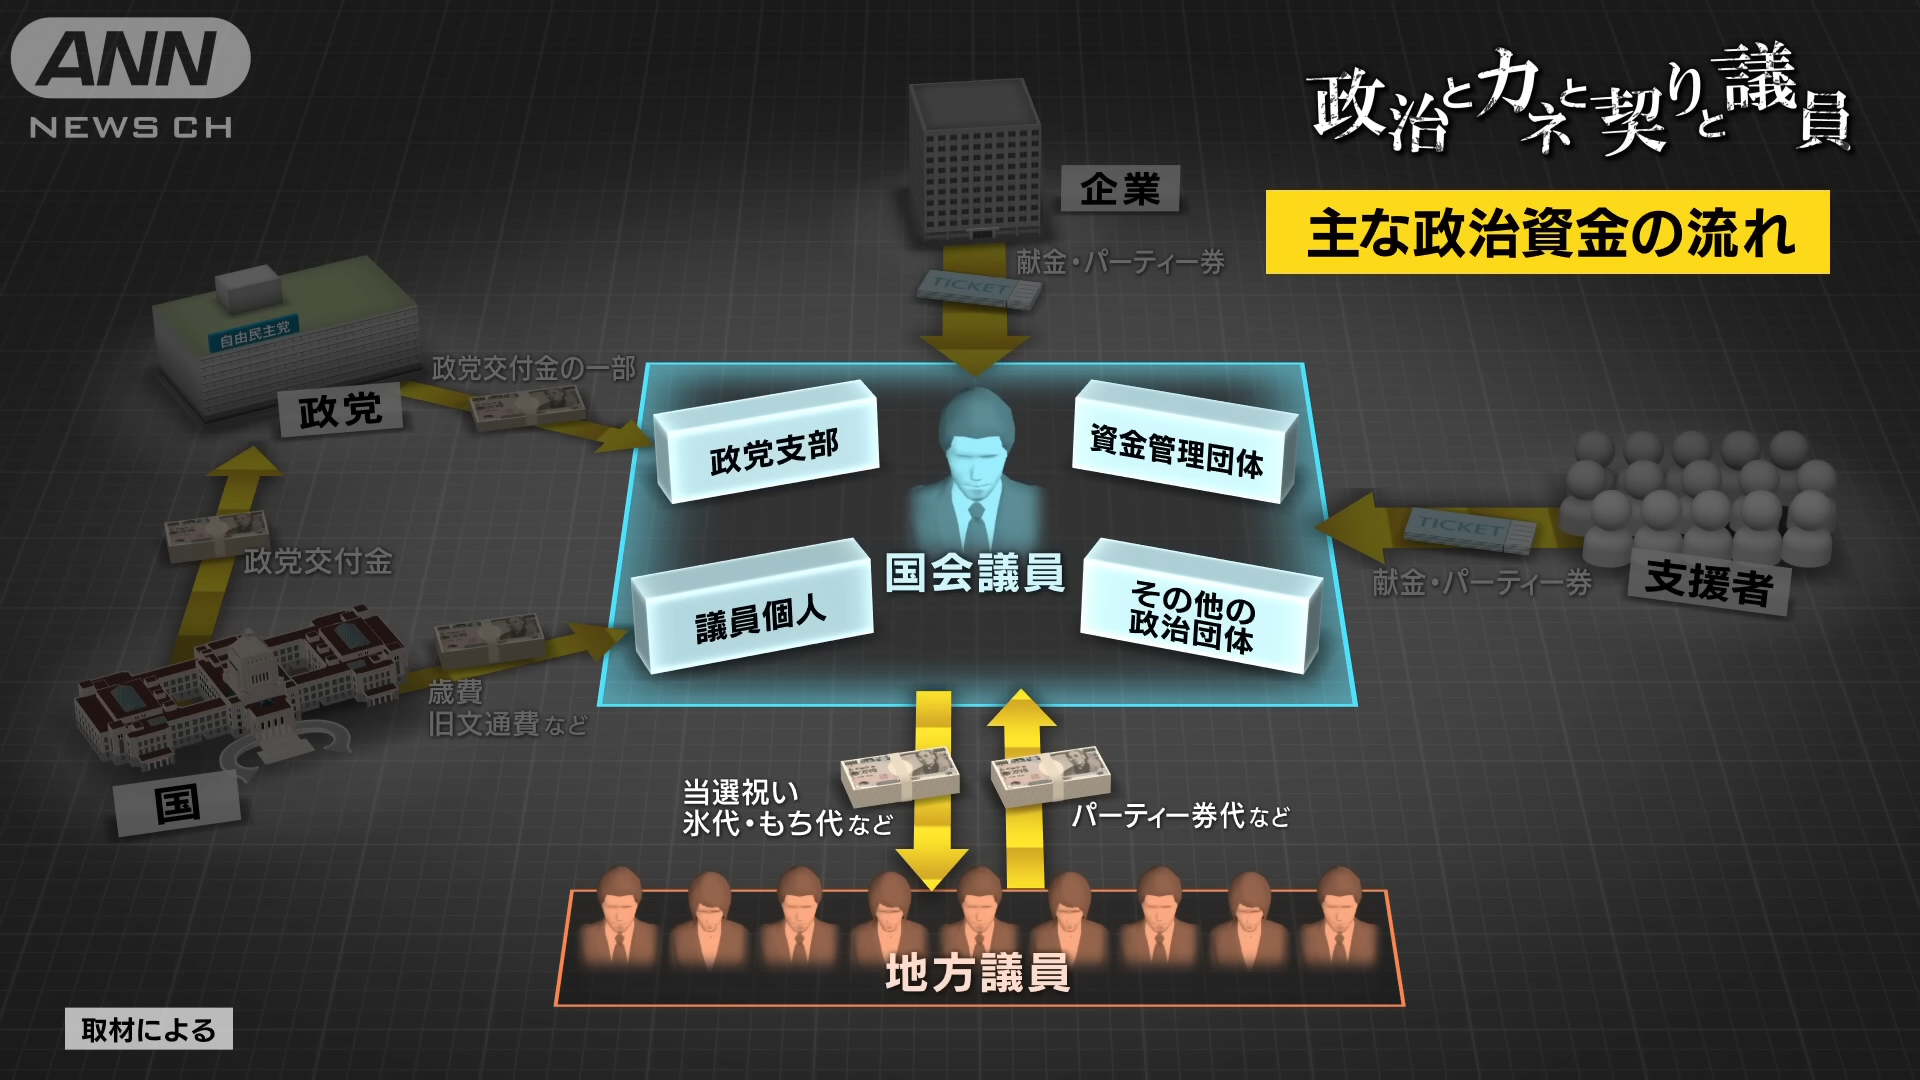 ANN
NEWS CH
政治とカネと契りと議員
主な政治資金の流れ
企業
献金・パーティー券
TICKET
自由民主党
政党
政党交付金の一部
政党支部
資金管理団体
国会議員
議員個人
その他の
政治団体
TICKET
献金・パーティー券
支援者
政党交付金
歳費
旧文通費など
国
当選祝い
氷代・もち代など
パーティー券代など
地方議員
取材による